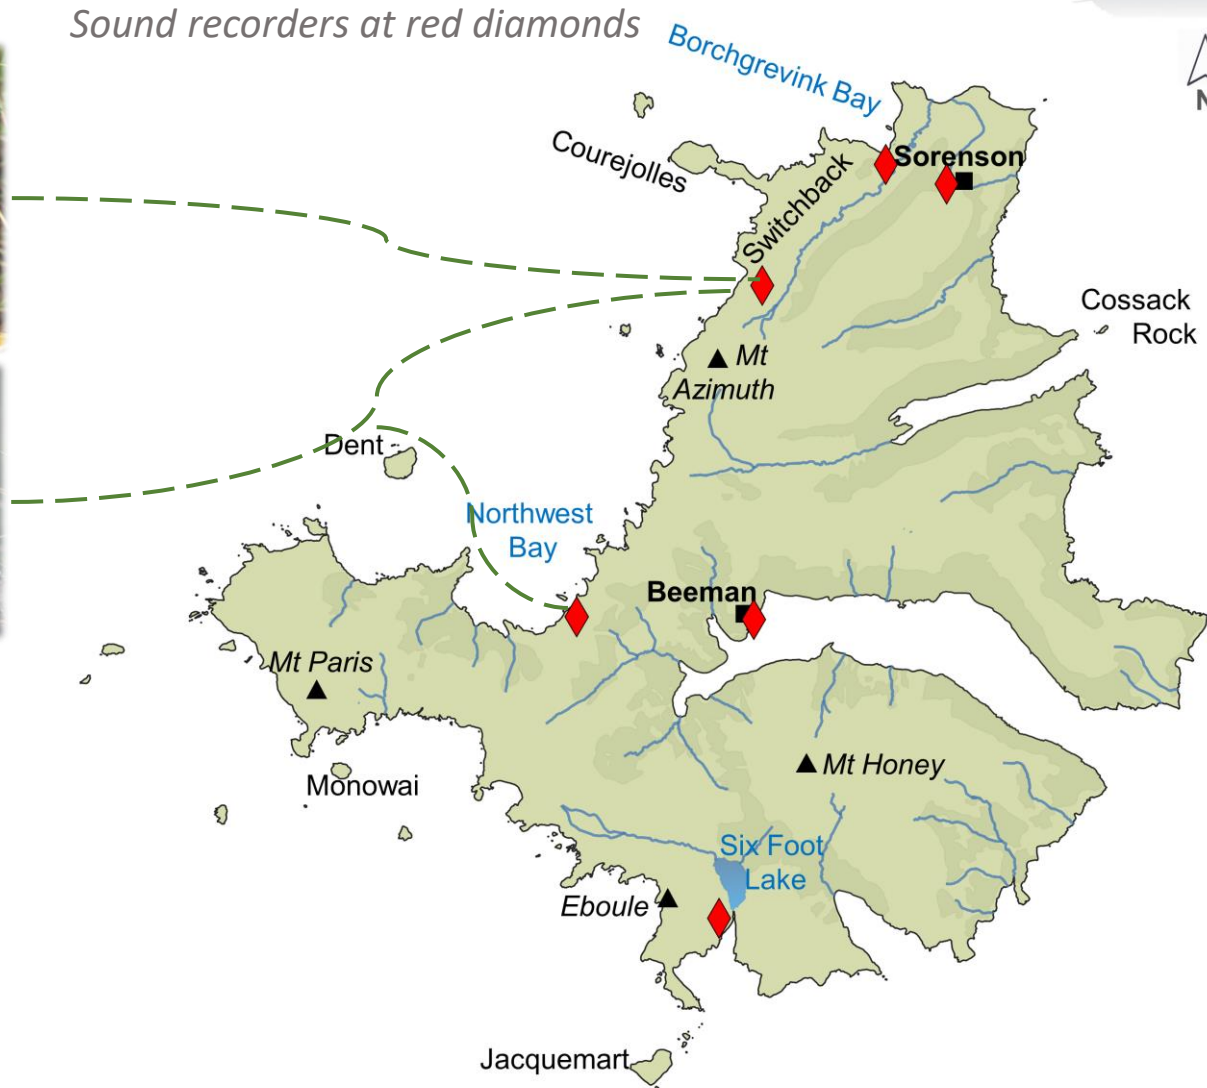 Sound recorders at red diamonds
Borchgrevink Bay
N
Courejolles
Sorenson
Switchback
Cossack
Rock
Mt
Azimuth
Dent
Northwest
Bay
Beeman
Mt Paris
Mt Honey
Monowai
Six Foot
Lake
Eboule
Jacquemart